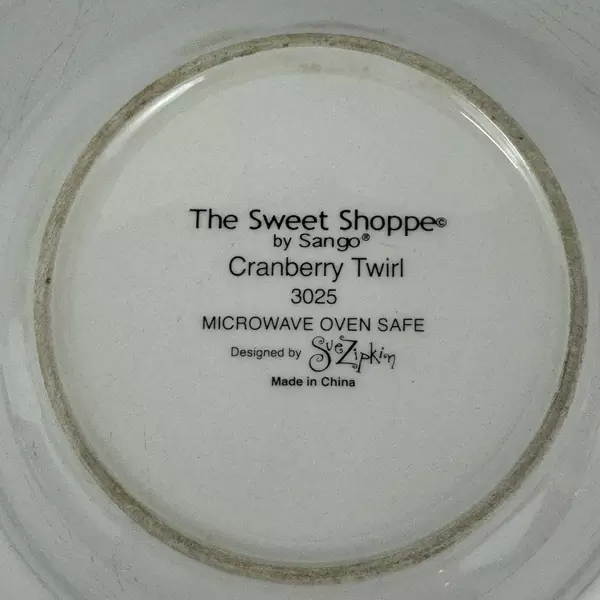 The Sweet Shoppe©
by Sango®
Cranberry Twirl
3025
MICROWAVE OVEN SAFE
Designed by Sue Zipkin
Made in China